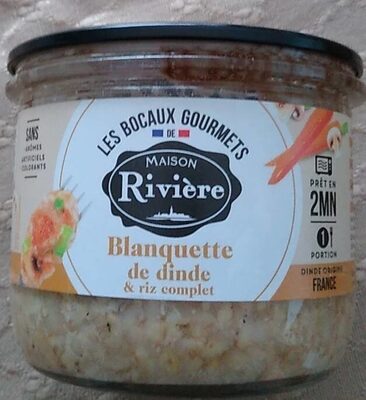 LES BOCAUX GOURMETS
DE
MAISON
Rivière
Blanquette
de dinde
& riz complet
SANS
ARÔMES
ARTIFICIELS
COLORANTS
PRÊT EN
2MN
1
PORTION
DINDE ORIGINE
FRANCE